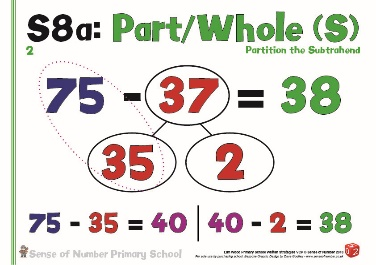 S8a: Part/Whole (S)
2 Partition the Subtrahend
75 - 37 = 38
35 2
75 - 35 = 40 | 40 - 2 = 38
Sense of Number Primary School